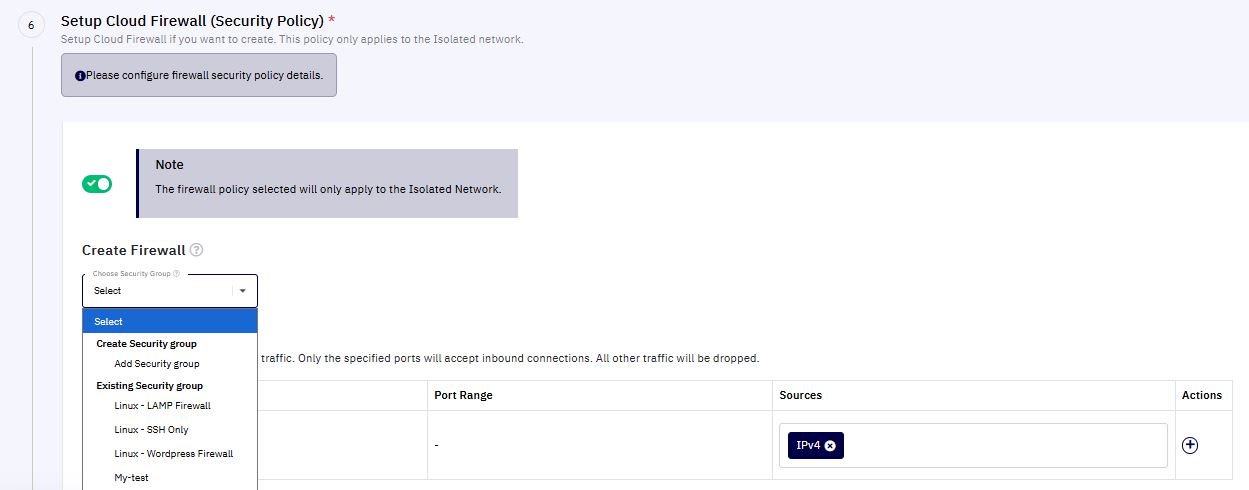 6
Setup Cloud Firewall (Security Policy) *
Setup Cloud Firewall if you want to create. This policy only applies to the Isolated network.
Please configure firewall security policy details.
Note
The firewall policy selected will only apply to the Isolated Network.
Create Firewall
Choose Security Group
Select
Select
Create Security group
Add Security group
Existing Security group
Linux - LAMP Firewall
Linux - SSH Only
Linux - Wordpress Firewall
My-test
traffic. Only the specified ports will accept inbound connections. All other traffic will be dropped.
Port Range Sources Actions
- IPv4